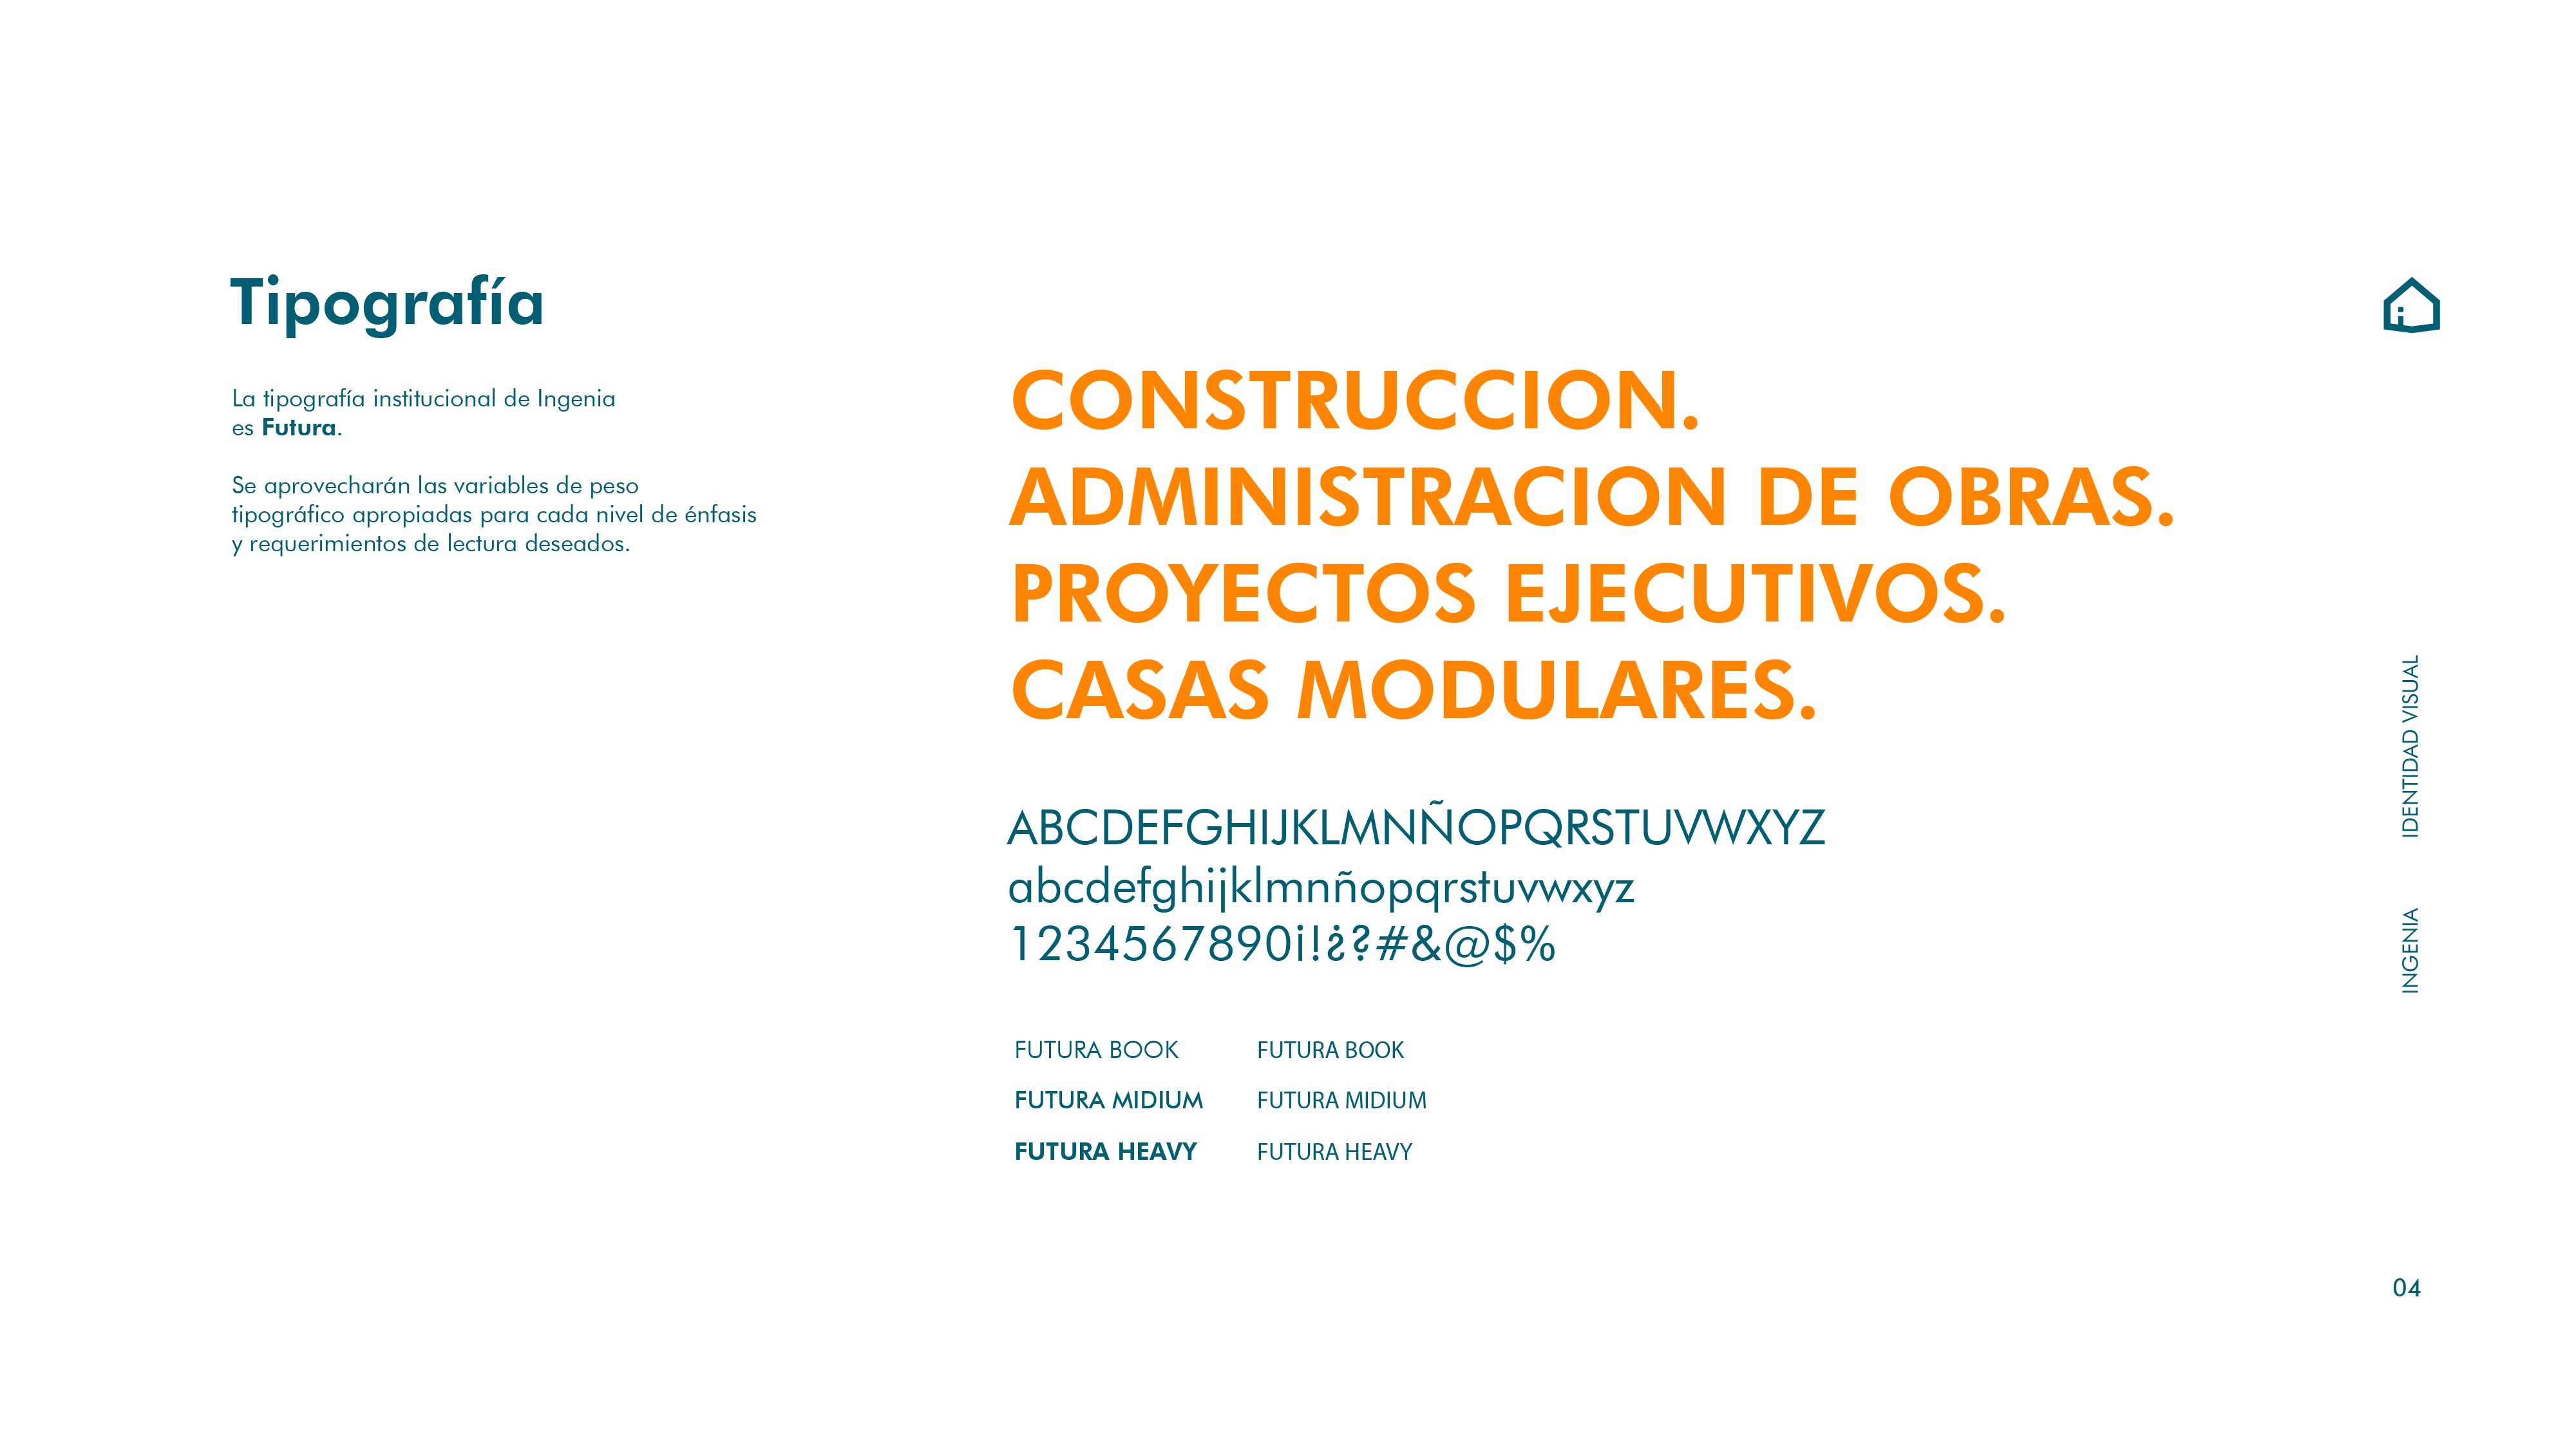 Tipografía
La tipografía institucional de Ingenia
es Futura.
Se aprovecharán las variables de peso
tipográfico apropiadas para cada nivel de énfasis
y requerimientos de lectura deseados.
CONSTRUCCION.
ADMINISTRACION DE OBRAS.
PROYECTOS EJECUTIVOS.
CASAS MODULARES.
ABCDEFGHIJKLMNÑOPQRSTUVWXYZ
abcdefghijklmnñopqrstuvwxyz
1234567890¡!¿?#&@$%
FUTURA BOOK FUTURA BOOK
FUTURA MIDIUM FUTURA MIDIUM
FUTURA HEAVY FUTURA HEAVY
INGENIA IDENTIDAD VISUAL
04